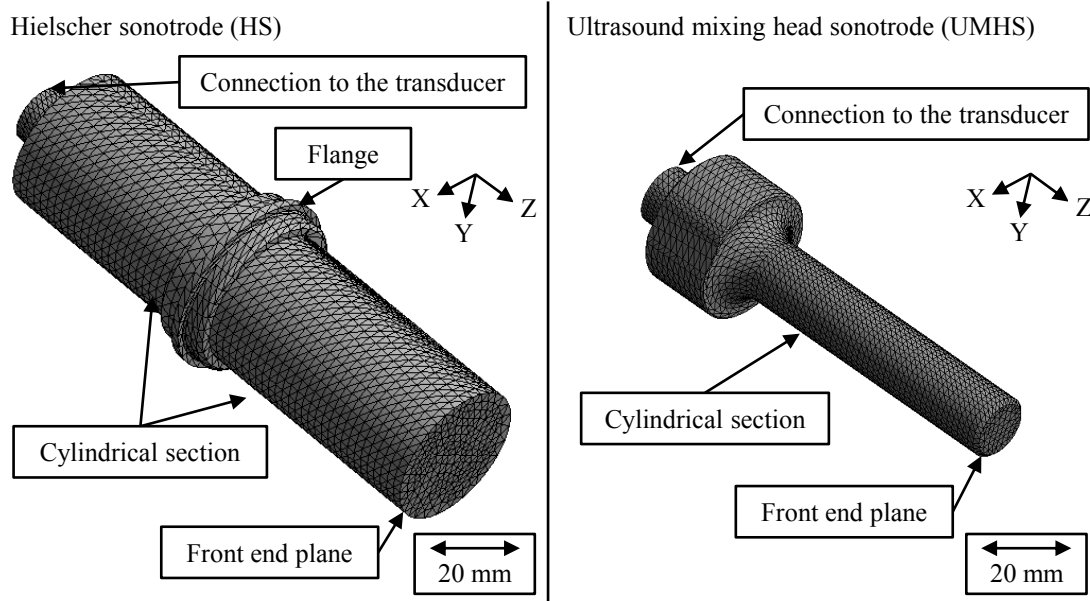 Hielscher sonotrode (HS)
Connection to the transducer
Flange
X
Y
Z
Cylindrical section
Front end plane
20 mm
Ultrasound mixing head sonotrode (UMHS)
Connection to the transducer
X
Y
Z
Cylindrical section
Front end plane
20 mm